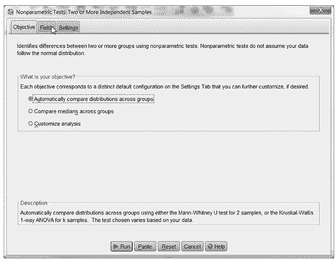 Nonparametric Tests: Two or More Independent Samples
Objective Fields Settings
Identifies differences between two or more groups using nonparametric tests. Nonparametric tests do not assume your data
follow the normal distribution.
What is your objective?
Each objective corresponds to a distinct default configuration on the Settings Tab that you can further customize, if desired.
Automatically compare distributions across groups
Compare medians across groups
Customize analysis
Description
Automatically compare distributions across groups using either the Mann-Whitney U test for 2 samples, or the Kruskal-Wallis
1-way ANOVA for k samples. The test chosen varies based on your data.
Run Paste Reset Cancel Help